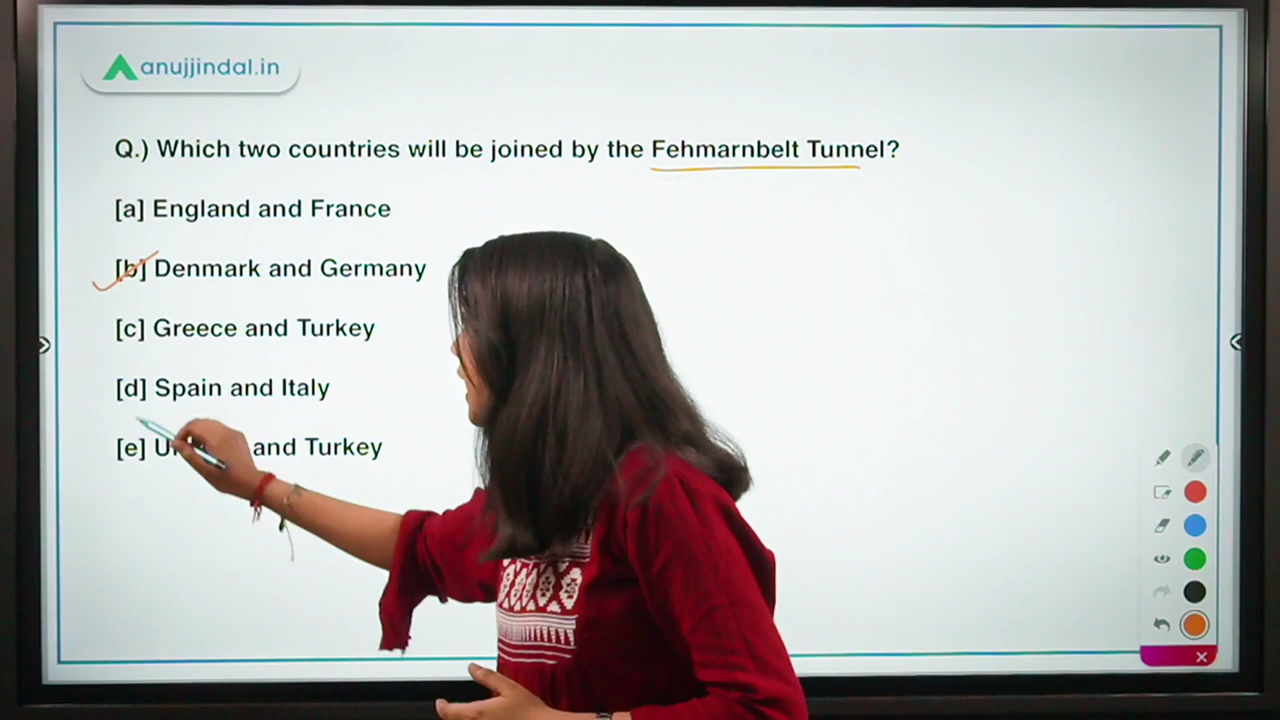 anujjindal.in
Q.) Which two countries will be joined by the Fehmarnbelt Tunnel?
[a] England and France
[b] Denmark and Germany
[c] Greece and Turkey
[d] Spain and Italy
[e] and Turkey